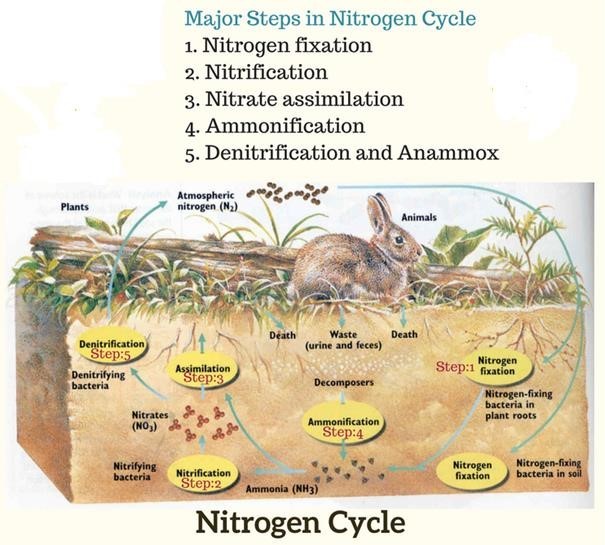 Major Steps in Nitrogen Cycle
1. Nitrogen fixation
2. Nitrification
3. Nitrate assimilation
4. Ammonification
5. Denitrification and Anammox
Plants
Atmospheric
nitrogen (N₂)
Animals
Denitrification
Step:5
Denitrifying
bacteria
Assimilation
Step:3
Death
Waste
(urine and feces)
Death
Decomposers
Step:1
Nitrogen
fixation
Nitrogen-fixing
bacteria in
plant roots
Nitrates
(NO₃)
Ammonification
Step:4
Nitrifying
bacteria
Nitrification
Step:2
Ammonia (NH₃)
Nitrogen
fixation
Nitrogen-fixing
bacteria in soil
Nitrogen Cycle